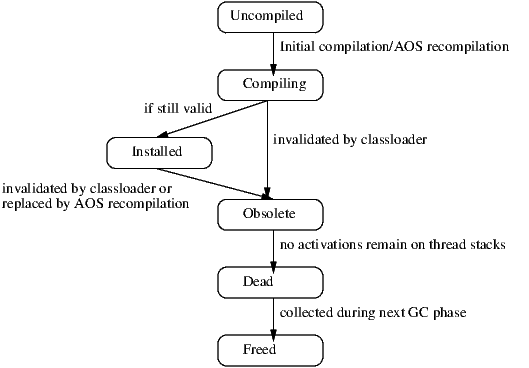 Uncompiled
Initial compilation/AOS recompilation
Compiling
if still valid
invalidated by classloader
Installed
invalidated by classloader or
replaced by AOS recompilation
Obsolete
no activations remain on thread stacks
Dead
collected during next GC phase
Freed